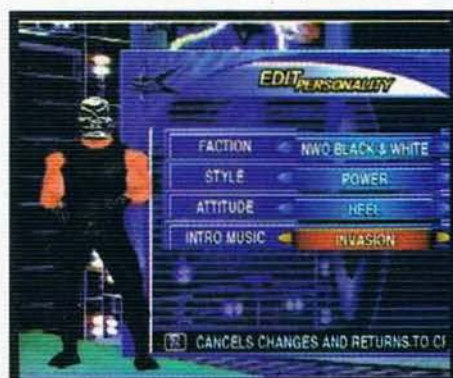 EDIT PERSONALITY
FACTION NWO BLACK & WHITE
STYLE POWER
ATTITUDE HEEL
INTRO MUSIC INVASION
CANCELS CHANGES AND RETURNS TO